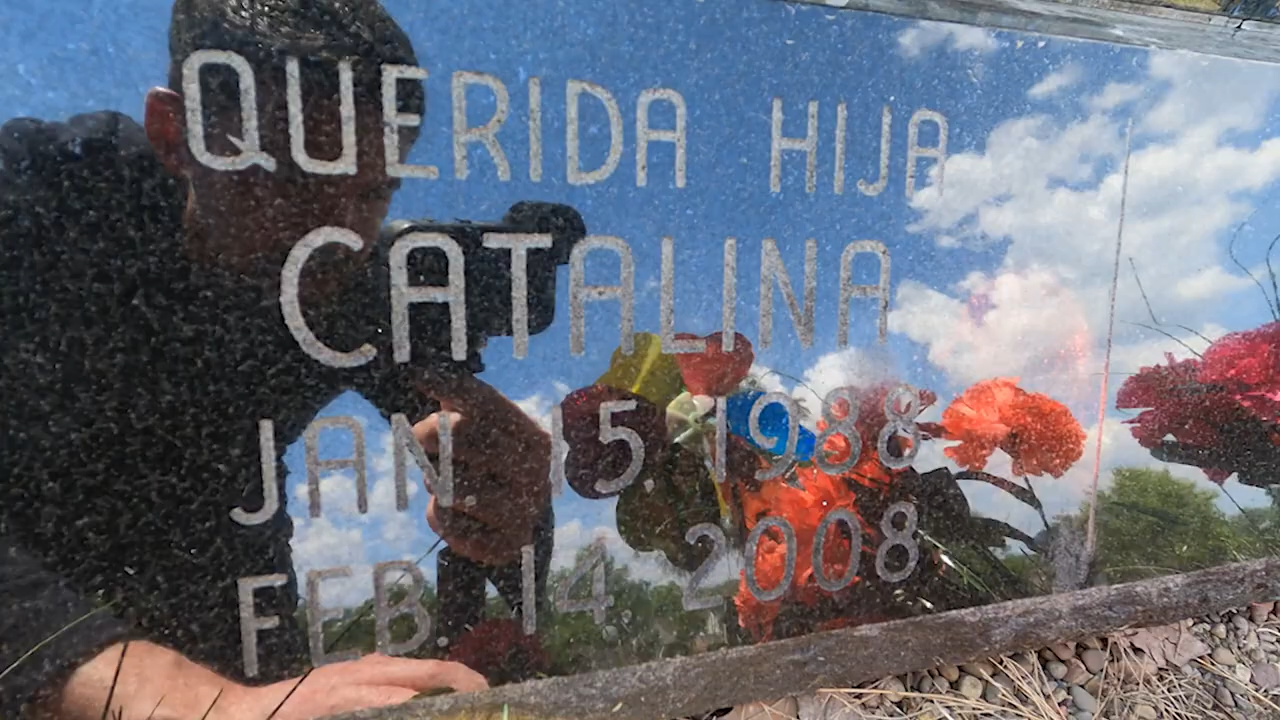 QUERIDA HIJA
CATALINA
JAN. 15. 1988
FEB. 14. 2008